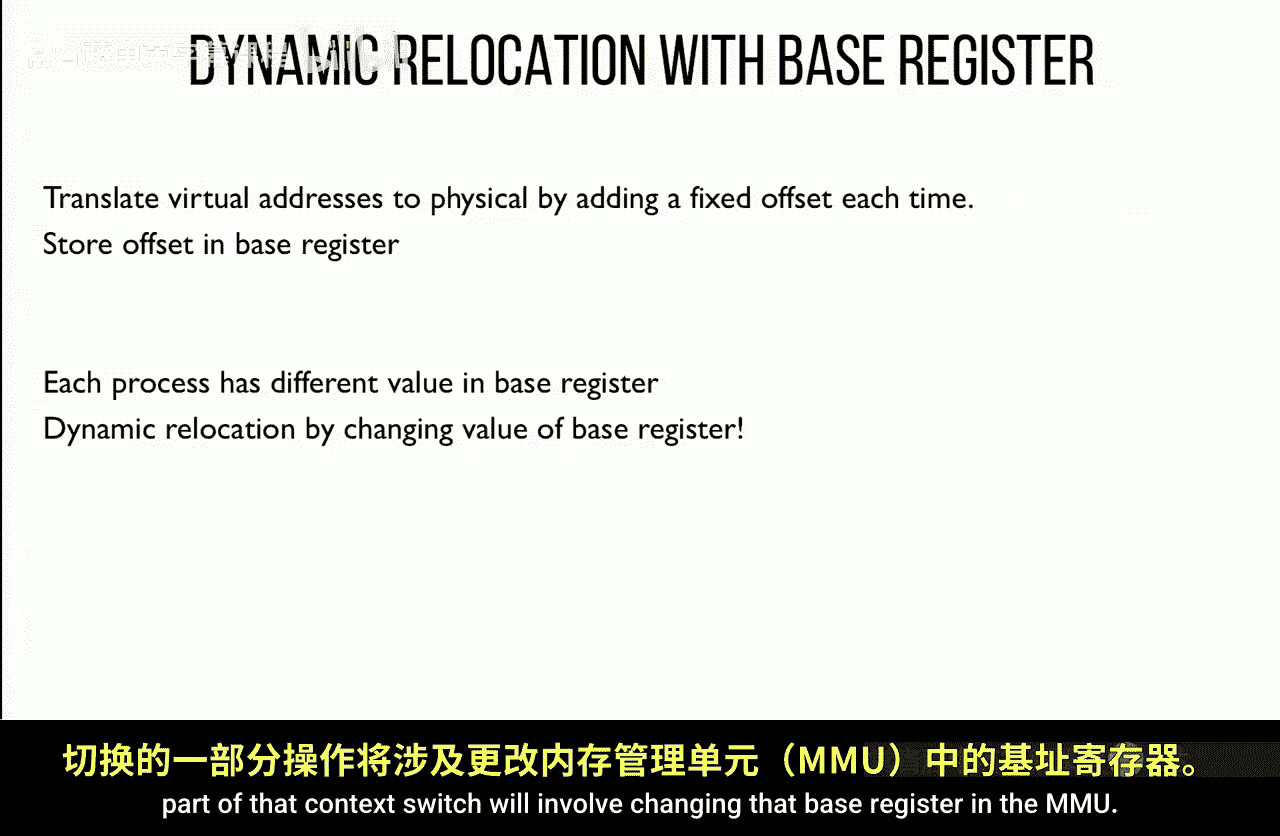 DYNAMIC RELOCATION WITH BASE REGISTER
Translate virtual addresses to physical by adding a fixed offset each time.
Store offset in base register
Each process has different value in base register
Dynamic relocation by changing value of base register!
切换的一部分操作将涉及更改内存管理单元（MMU）中的基址寄存器。
part of that context switch will involve changing that base register in the MMU.